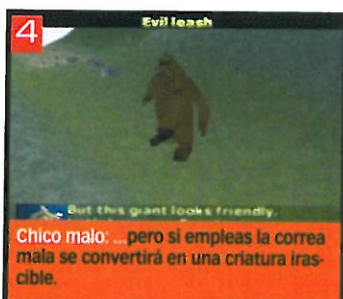 Evil leash
4
But this giant looks friendly.
Chico malo: ...pero si empleas la correa
mala se convertirá en una criatura iras-
cible.